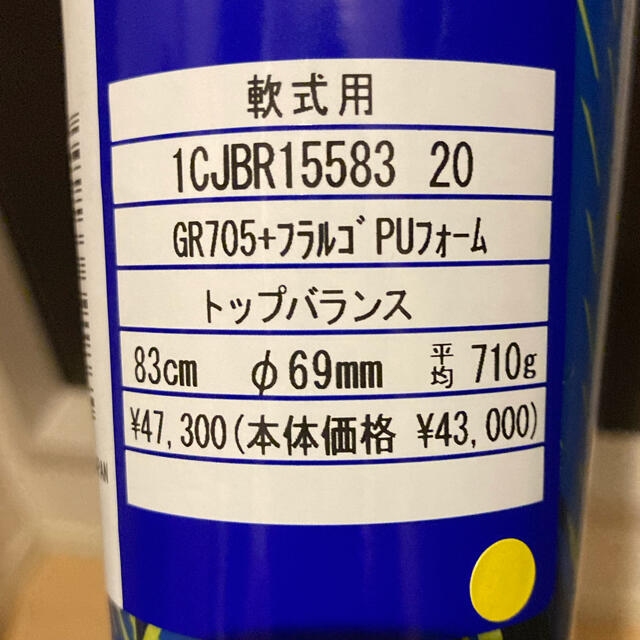 軟式用
1CJBR15583 20
GR705+フラルゴ PUフォーム
トップバランス
83cm φ69mm 平均 710g
¥47,300(本体価格 ¥43,000)